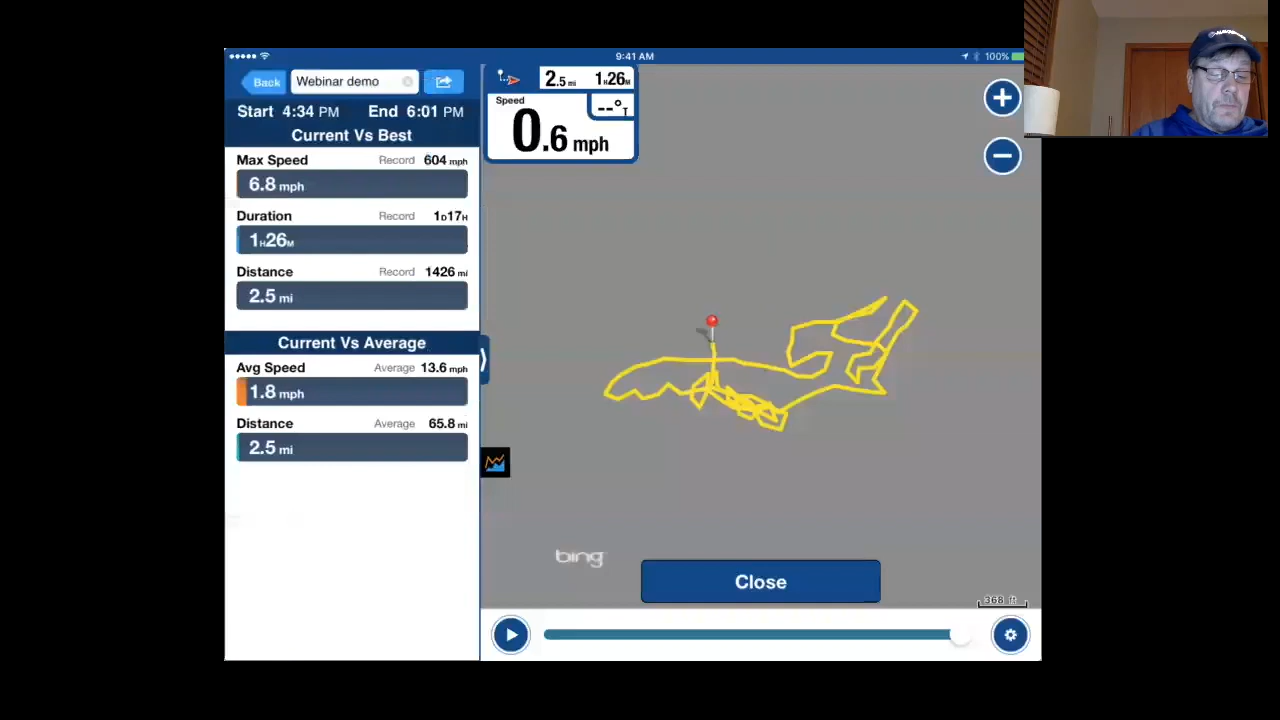 9:41 AM
100%
Back
Webinar demo
Start 4:34 PM End 6:01 PM
Current Vs Best
Max Speed Record 604 mph
6.8 mph
Duration Record 1D17H
1H26M
Distance Record 1426 mi
2.5 mi
Current Vs Average
Avg Speed Average 13.6 mph
1.8 mph
Distance Average 65.8 mi
2.5 mi
2.5 mi 1H26M
Speed
--°T
0.6 mph
bing
Close
368 ft